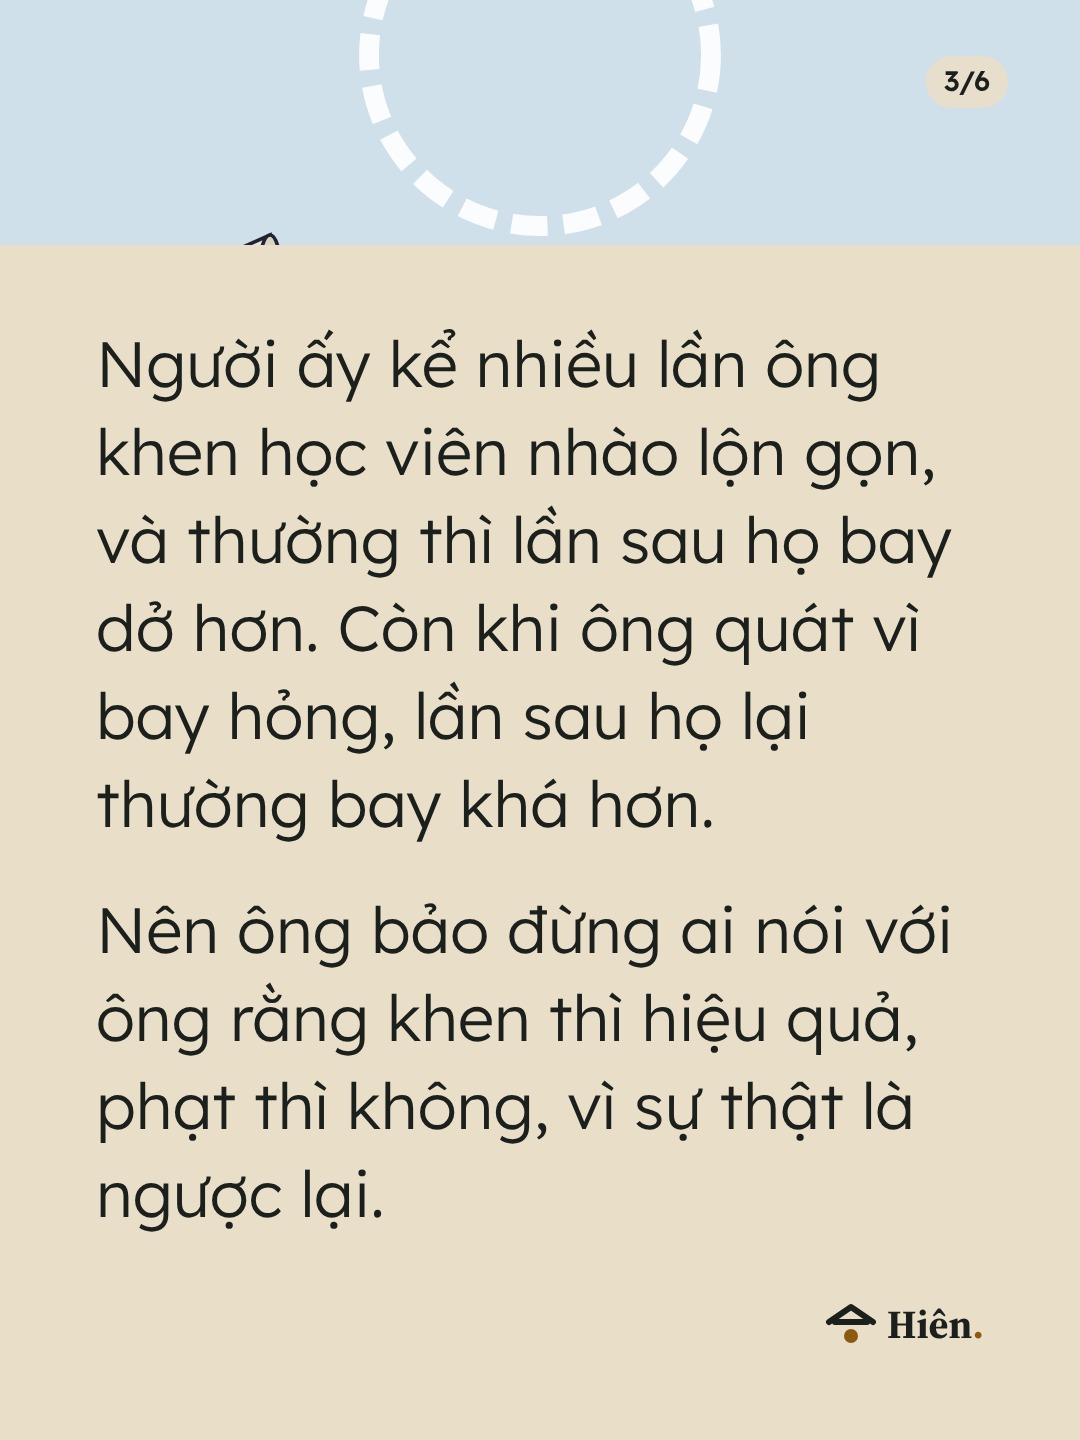 3/6
Người ấy kể nhiều lần ông
khen học viên nhào lộn gọn,
và thường thì lần sau họ bay
dở hơn. Còn khi ông quát vì
bay hỏng, lần sau họ lại
thường bay khá hơn.
Nên ông bảo đừng ai nói với
ông rằng khen thì hiệu quả,
phạt thì không, vì sự thật là
ngược lại.
Hiên.